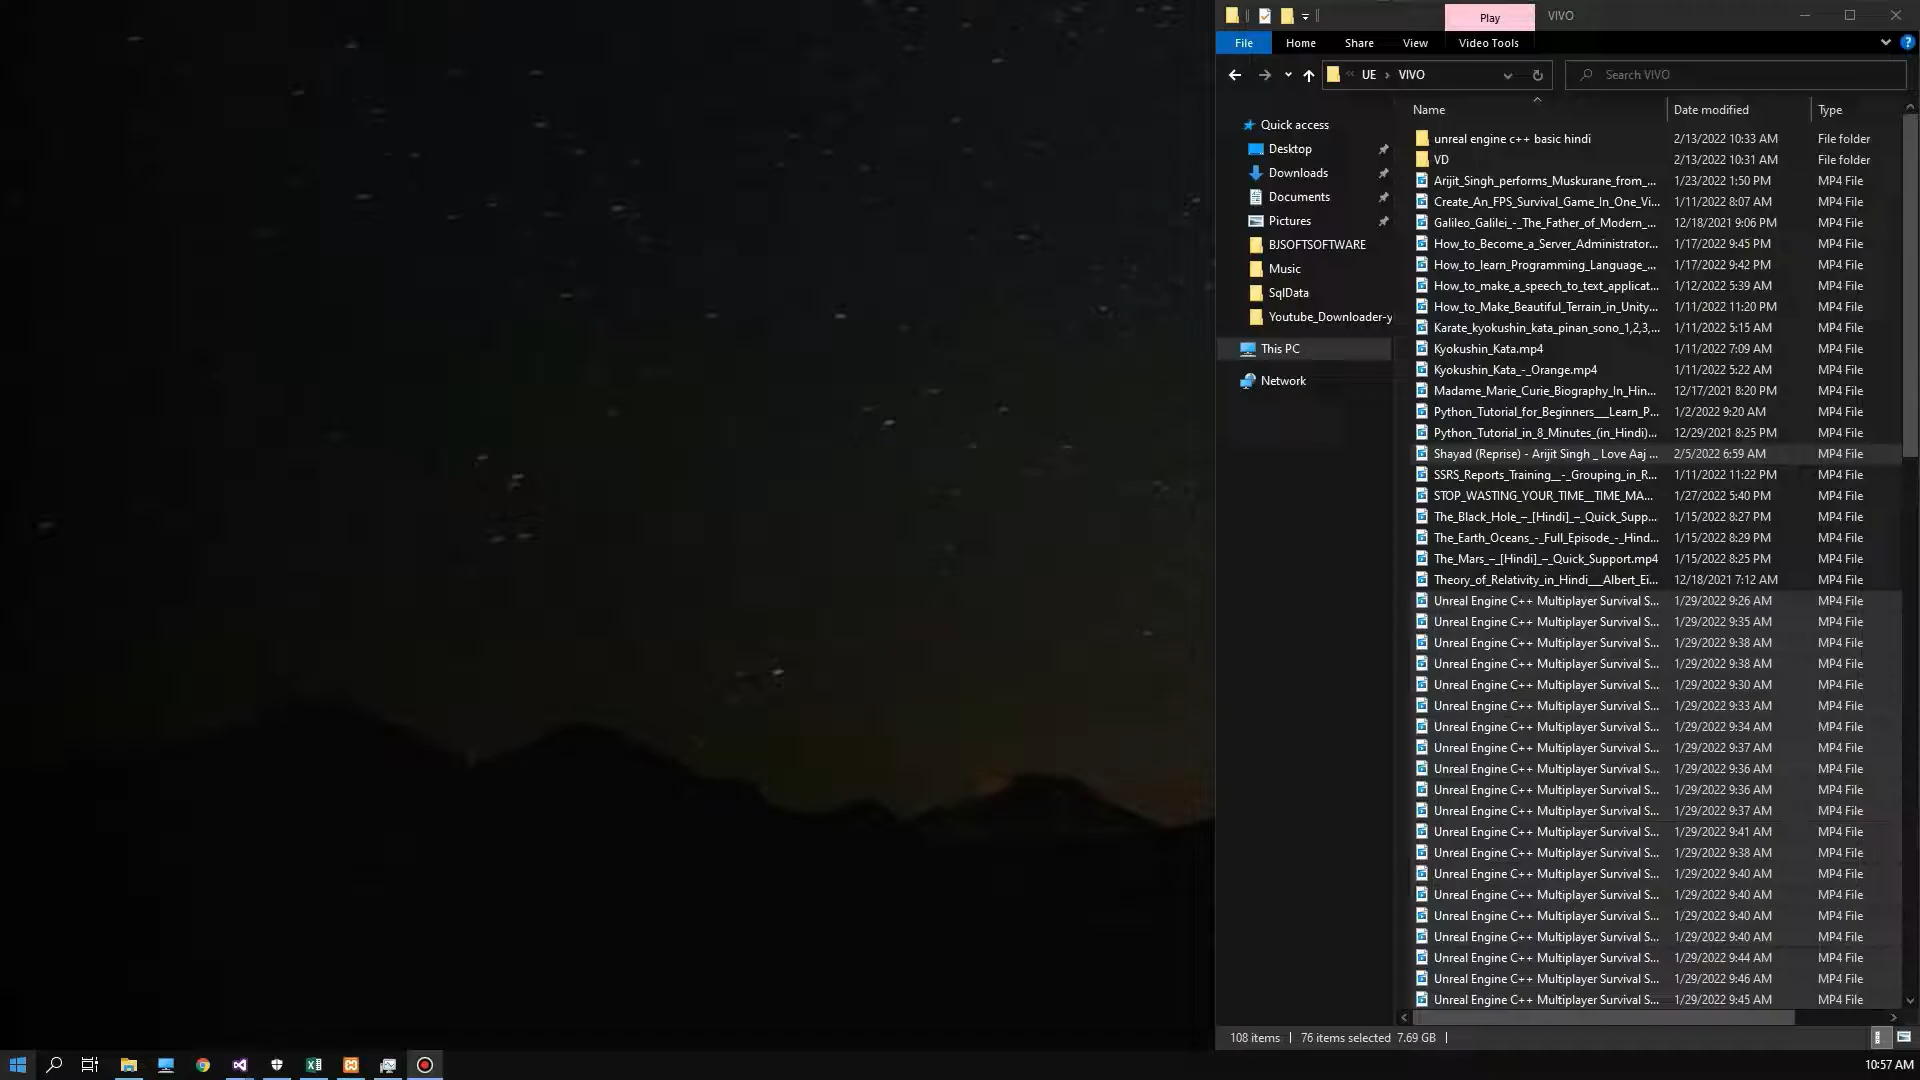 Play
VIVO
File
Home
Share
View
Video Tools
UE
VIVO
Search VIVO
Name
Date modified
Type
Quick access
Desktop
Downloads
Documents
Pictures
BJSOFTSOFTWARE
Music
SqlData
Youtube_Downloader-y
This PC
Network
unreal engine c++ basic hindi 2/13/2022 10:33 AM File folder
VD 2/13/2022 10:31 AM File folder
Arijit_Singh_performs_Muskurane_from_... 1/23/2022 1:50 PM MP4 File
Create_An_FPS_Survival_Game_In_One_Vi... 1/11/2022 8:07 AM MP4 File
Galileo_Galilei_-_The_Father_of_Modern_... 12/18/2021 9:06 PM MP4 File
How_to_Become_a_Server_Administrator... 1/17/2022 9:45 PM MP4 File
How_to_learn_Programming_Language_... 1/17/2022 9:42 PM MP4 File
How_to_make_a_speech_to_text_applicat... 1/12/2022 5:39 AM MP4 File
How_to_Make_Beautiful_Terrain_in_Unity... 1/11/2022 11:20 PM MP4 File
Karate_kyokushin_kata_pinan_sono_1,2,3,... 1/11/2022 5:15 AM MP4 File
Kyokushin_Kata.mp4 1/11/2022 7:09 AM MP4 File
Kyokushin_Kata_-_Orange.mp4 1/11/2022 5:22 AM MP4 File
Madame_Marie_Curie_Biography_In_Hin... 12/17/2021 8:20 PM MP4 File
Python_Tutorial_for_Beginners___Learn_P... 1/2/2022 9:20 AM MP4 File
Python_Tutorial_in_8_Minutes_(in_Hindi)... 12/29/2021 8:25 PM MP4 File
Shayad (Reprise) - Arijit Singh _ Love Aaj ... 2/5/2022 6:59 AM MP4 File
SSRS_Reports_Training__-_Grouping_in_R... 1/11/2022 11:22 PM MP4 File
STOP_WASTING_YOUR_TIME__TIME_MA... 1/27/2022 5:40 PM MP4 File
The_Black_Hole_–_[Hindi]_–_Quick_Supp... 1/15/2022 8:27 PM MP4 File
The_Earth_Oceans_-_Full_Episode_-_Hind... 1/15/2022 8:29 PM MP4 File
The_Mars_–_[Hindi]_–_Quick_Support.mp4 1/15/2022 8:25 PM MP4 File
Theory_of_Relativity_in_Hindi___Albert_Ei... 12/18/2021 7:12 AM MP4 File
Unreal Engine C++ Multiplayer Survival S... 1/29/2022 9:26 AM MP4 File
Unreal Engine C++ Multiplayer Survival S... 1/29/2022 9:35 AM MP4 File
Unreal Engine C++ Multiplayer Survival S... 1/29/2022 9:38 AM MP4 File
Unreal Engine C++ Multiplayer Survival S... 1/29/2022 9:38 AM MP4 File
Unreal Engine C++ Multiplayer Survival S... 1/29/2022 9:30 AM MP4 File
Unreal Engine C++ Multiplayer Survival S... 1/29/2022 9:33 AM MP4 File
Unreal Engine C++ Multiplayer Survival S... 1/29/2022 9:34 AM MP4 File
Unreal Engine C++ Multiplayer Survival S... 1/29/2022 9:37 AM MP4 File
Unreal Engine C++ Multiplayer Survival S... 1/29/2022 9:36 AM MP4 File
Unreal Engine C++ Multiplayer Survival S... 1/29/2022 9:36 AM MP4 File
Unreal Engine C++ Multiplayer Survival S... 1/29/2022 9:37 AM MP4 File
Unreal Engine C++ Multiplayer Survival S... 1/29/2022 9:41 AM MP4 File
Unreal Engine C++ Multiplayer Survival S... 1/29/2022 9:38 AM MP4 File
Unreal Engine C++ Multiplayer Survival S... 1/29/2022 9:40 AM MP4 File
Unreal Engine C++ Multiplayer Survival S... 1/29/2022 9:40 AM MP4 File
Unreal Engine C++ Multiplayer Survival S... 1/29/2022 9:40 AM MP4 File
Unreal Engine C++ Multiplayer Survival S... 1/29/2022 9:40 AM MP4 File
Unreal Engine C++ Multiplayer Survival S... 1/29/2022 9:44 AM MP4 File
Unreal Engine C++ Multiplayer Survival S... 1/29/2022 9:46 AM MP4 File
Unreal Engine C++ Multiplayer Survival S... 1/29/2022 9:45 AM MP4 File
108 items 76 items selected 7.69 GB
10:57 AM